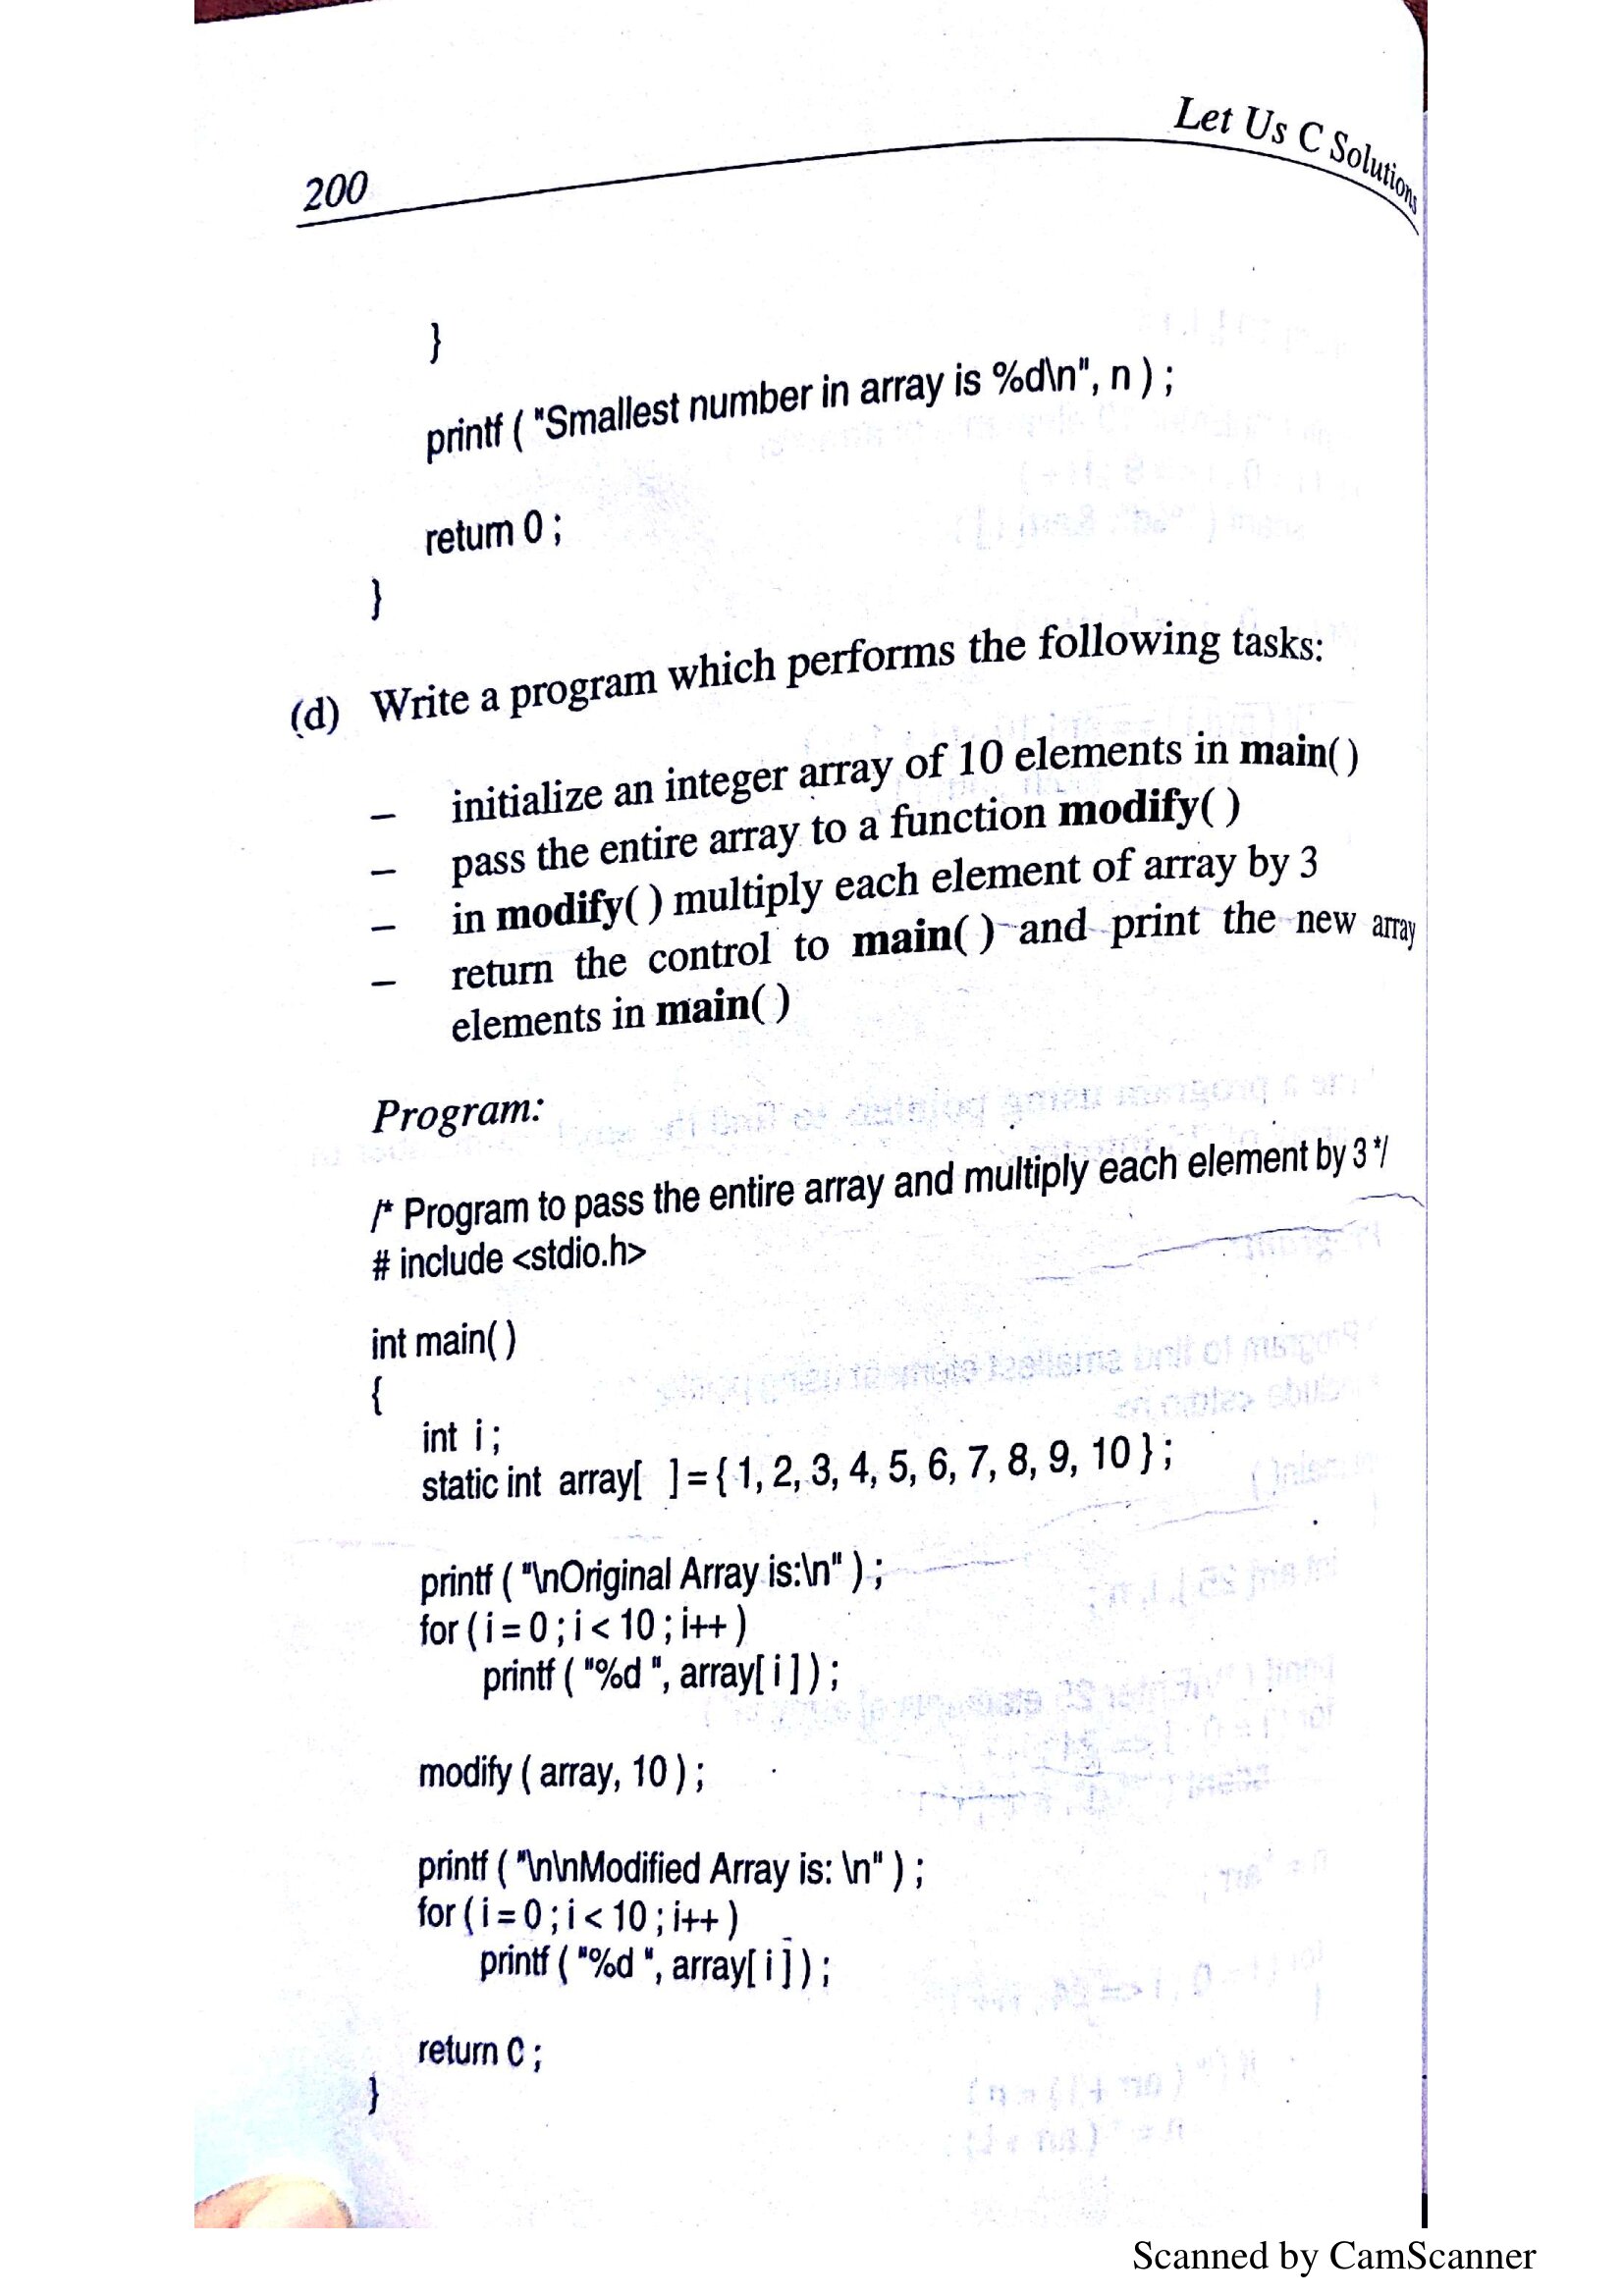 Let Us C Solutions
200
}
printf ( "Smallest number in array is %d\n", n ) ;
return 0 ;
}
(d) Write a program which performs the following tasks:
– initialize an integer array of 10 elements in main( )
– pass the entire array to a function modify( )
– in modify( ) multiply each element of array by 3
– return the control to main( ) and print the new array
elements in main( )
Program:
/* Program to pass the entire array and multiply each element by 3 */
# include <stdio.h>
int main( )
{
int i ;
static int array[ ] = { 1, 2, 3, 4, 5, 6, 7, 8, 9, 10 } ;
printf ( "\nOriginal Array is:\n" ) ;
for ( i = 0 ; i < 10 ; i++ )
printf ( "%d ", array[ i ] ) ;
modify ( array, 10 ) ;
printf ( "\n\nModified Array is: \n" ) ;
for ( i = 0 ; i < 10 ; i++ )
printf ( "%d ", array[ i ] ) ;
return 0 ;
}
Scanned by CamScanner